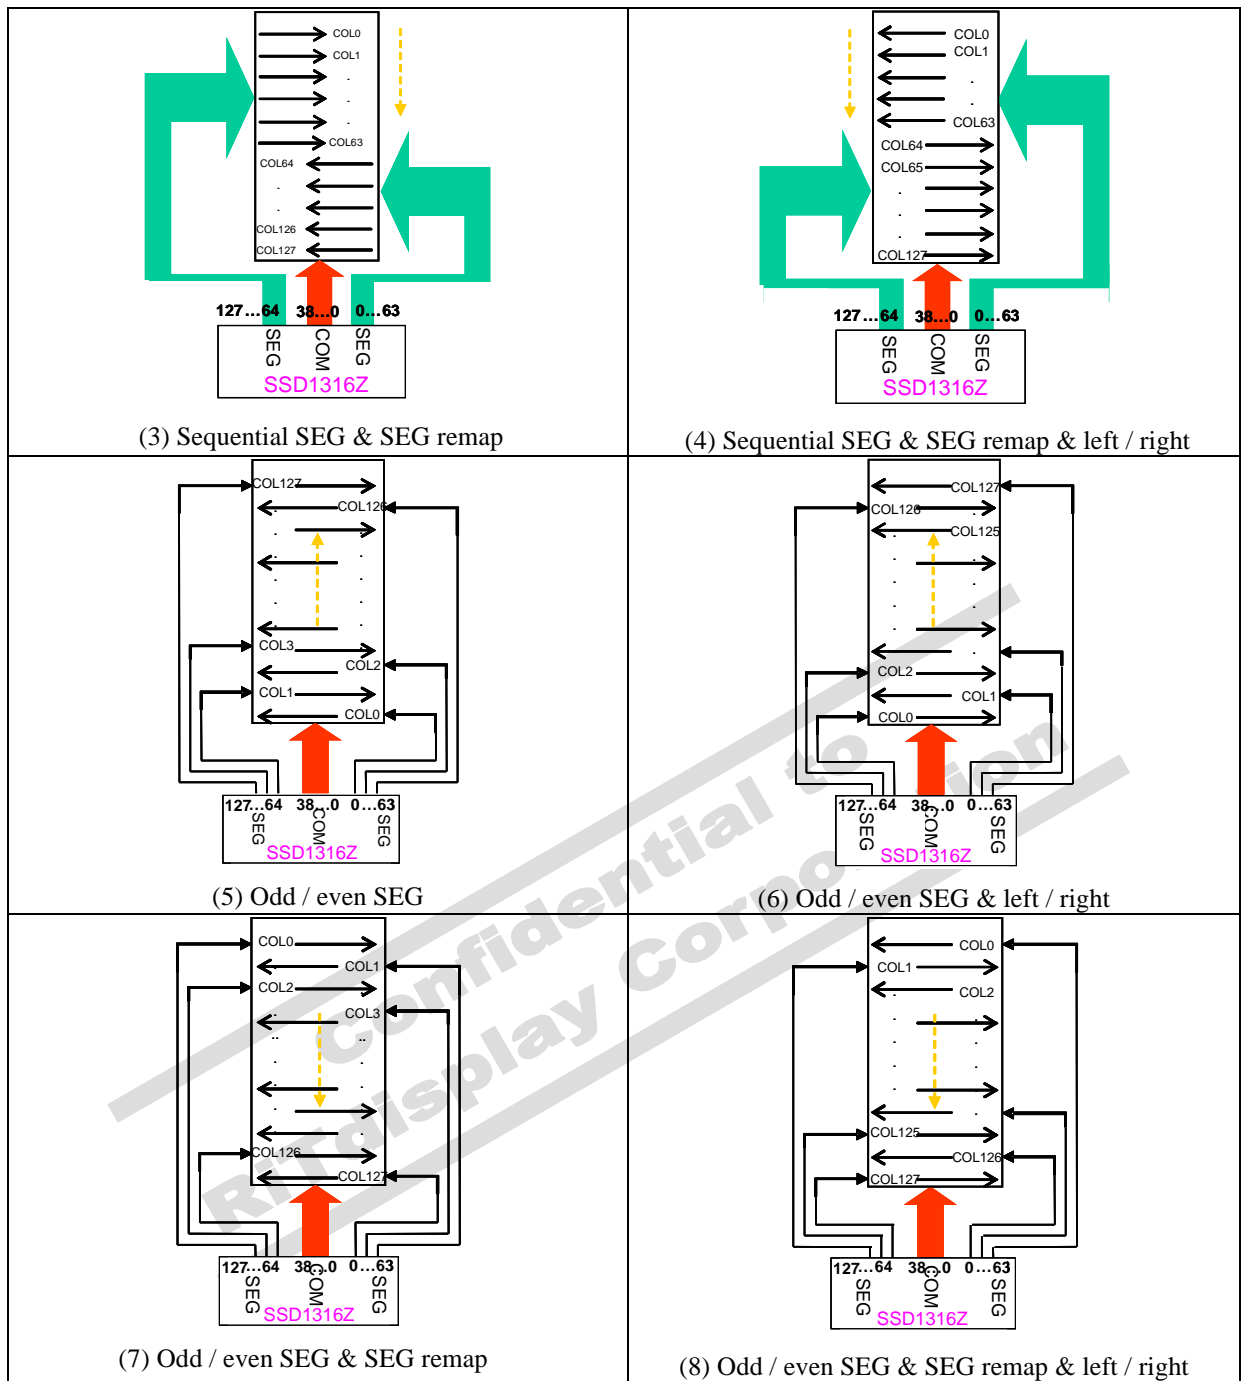 COL0
COL1
.
.
.
COL63
COL64
.
.
COL126
COL127
127...64 38...0 0...63
SEG COM SEG
SSD1316Z
(3) Sequential SEG & SEG remap
COL0
COL1
.
.
COL63
COL64
COL65
.
.
.
COL127
127...64 38...0 0...63
SEG COM SEG
SSD1316Z
(4) Sequential SEG & SEG remap & left / right
COL127
COL126
COL3
COL2
COL1
COL0
127...64 38...0 0...63
SEG COM SEG
SSD1316Z
(5) Odd / even SEG
COL127
COL126
COL125
COL2
COL1
COL0
127...64 38...0 0...63
SEG COM SEG
SSD1316Z
(6) Odd / even SEG & left / right
COL0
COL1
COL2
COL3
COL126
COL127
127...64 38...0 0...63
SEG COM SEG
SSD1316Z
(7) Odd / even SEG & SEG remap
COL0
COL1
COL2
COL125
COL126
COL127
127...64 38...0 0...63
SEG COM SEG
SSD1316Z
(8) Odd / even SEG & SEG remap & left / right
Confidential to
RiTdisplay Corporation